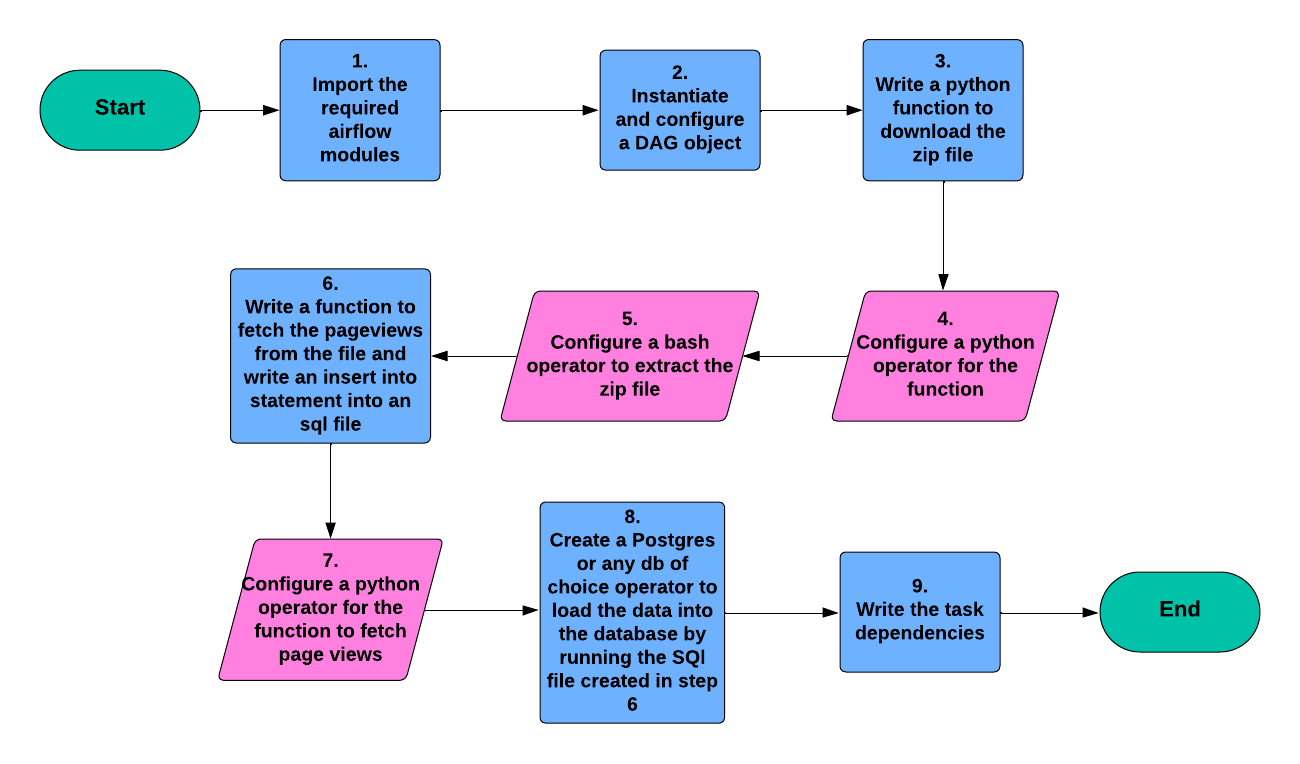 Start
1.
Import the
required
airflow
modules
2.
Instantiate
and configure
a DAG object
3.
Write a python
function to
download the
zip file
4.
Configure a python
operator for the
function
5.
Configure a bash
operator to extract the
zip file
6.
Write a function to
fetch the pageviews
from the file and
write an insert into
statement into an
sql file
7.
Configure a python
operator for the
function to fetch
page views
8.
Create a Postgres
or any db of
choice operator to
load the data into
the database by
running the SQl
file created in step
6
9.
Write the task
dependencies
End